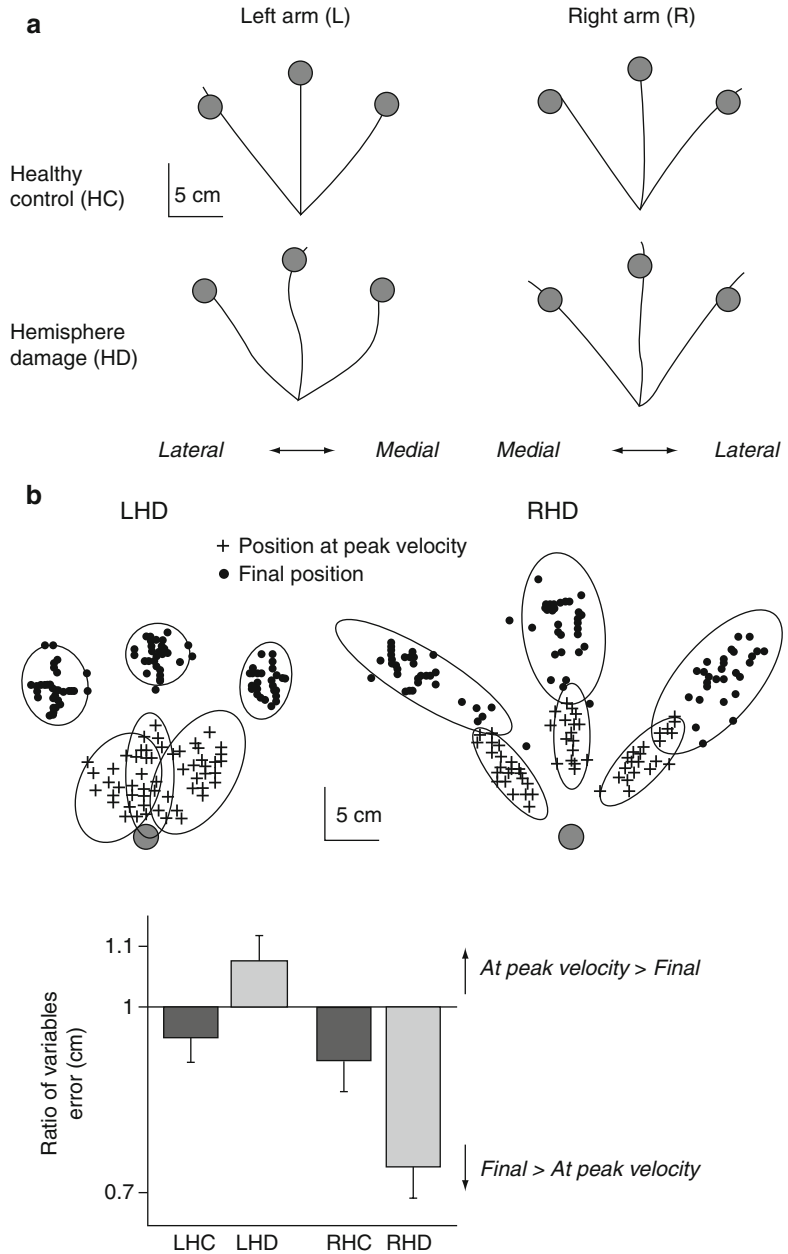 a
Left arm (L) Right arm (R)
Healthy
control (HC)
5 cm
Hemisphere
damage (HD)
Lateral Medial Medial Lateral
b
LHD RHD
+ Position at peak velocity
● Final position
5 cm
1.1
At peak velocity > Final
1
Ratio of variables
error (cm)
Final > At peak velocity
0.7
LHC LHD RHC RHD